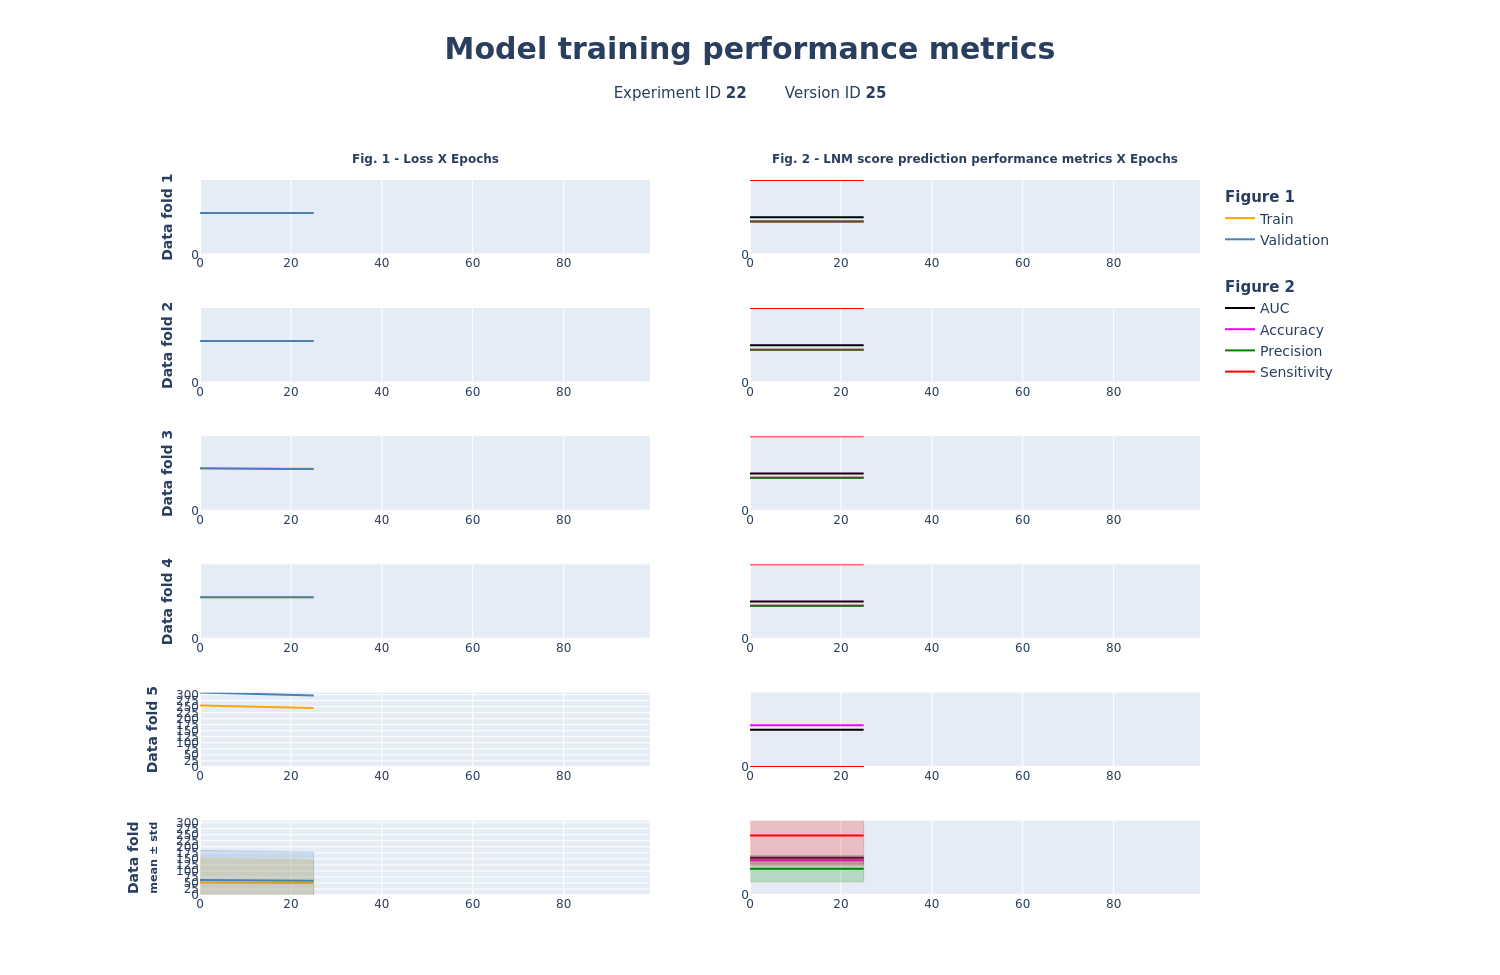 Model training performance metrics
Experiment ID 22 Version ID 25
Fig. 1 - Loss X Epochs
Fig. 2 - LNM score prediction performance metrics X Epochs
Data fold 1
0
0 20 40 60 80
0
0 20 40 60 80
Figure 1
Train
Validation
Figure 2
AUC
Accuracy
Precision
Sensitivity
Data fold 2
0
0 20 40 60 80
0
0 20 40 60 80
Data fold 3
0
0 20 40 60 80
0
0 20 40 60 80
Data fold 4
0
0 20 40 60 80
0
0 20 40 60 80
Data fold 5
300
275
250
225
200
175
150
125
100
75
50
25
0
0 20 40 60 80
0
0 20 40 60 80
Data fold
mean ± std
300
275
250
225
200
175
150
125
100
75
50
25
0
0 20 40 60 80
0
0 20 40 60 80